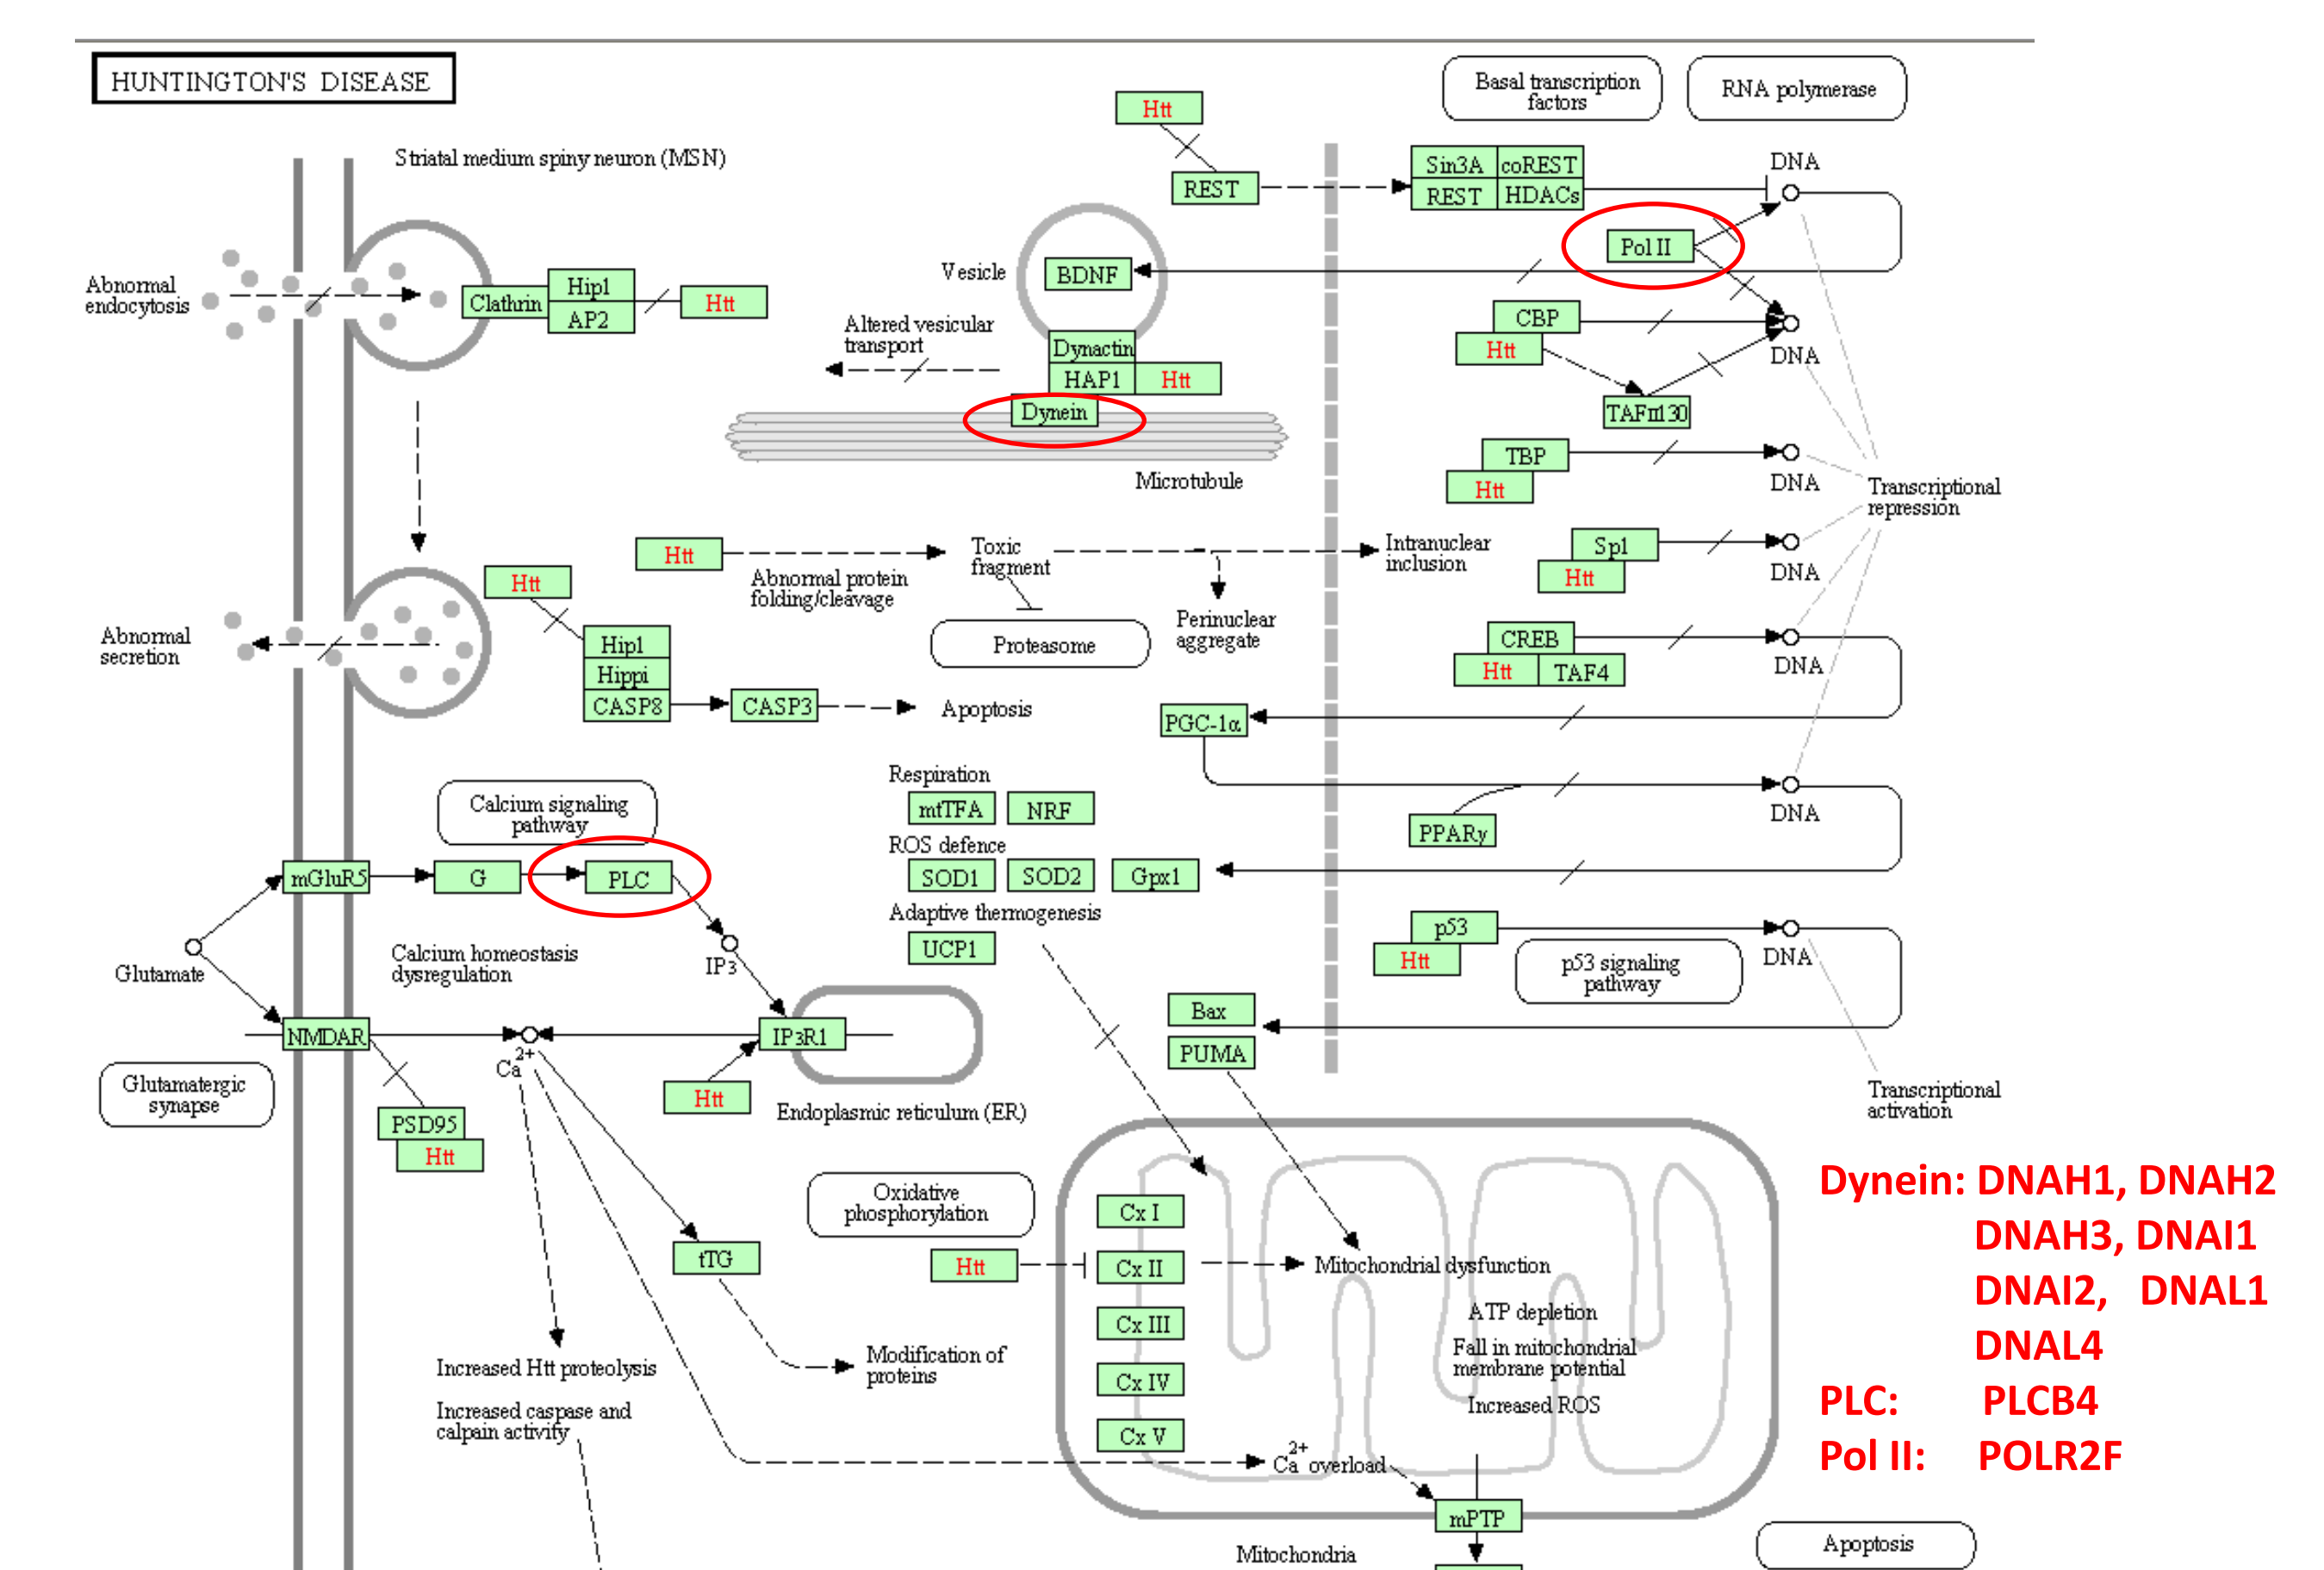 HUNTINGTON'S DISEASE
Striatal medium spiny neuron (MSN)
Htt
REST
Basal transcription
factors
RNA polymerase
Sin3A coREST
REST HDACs
DNA
Pol II
Abnormal
endocytosis
Clathrin
Hip1
AP2
Htt
Vesicle
BDNF
Altered vesicular
transport
Dynactin
HAP1 Htt
Dynein
Microtubule
CBP
Htt
DNA
TAFII130
TBP
Htt
DNA
Transcriptional
repression
Htt
Abnormal protein
folding/cleavage
Toxic
fragment
Intranuclear
inclusion
Perinuclear
aggregate
Proteasome
Sp1
Htt
DNA
Abnormal
secretion
Htt
Hip1
Hippi
CASP8
CASP3
Apoptosis
CREB
Htt TAF4
DNA
PGC-1α
Respiration
mtTFA NRF
ROS defence
SOD1 SOD2 Gpx1
Adaptive thermogenesis
UCP1
PPARγ
DNA
Calcium signaling
pathway
mGluR5
G
PLC
IP3
Glutamate
Calcium homeostasis
dysregulation
p53
Htt
p53 signaling
pathway
DNA
NMDAR
Ca2+
IP3R1
Htt
Endoplasmic reticulum (ER)
Bax
PUMA
Glutamatergic
synapse
PSD95
Htt
Transcriptional
activation
Oxidative
phosphorylation
tTG
Htt
Cx I
Cx II
Cx III
Cx IV
Cx V
Mitochondrial dysfunction
ATP depletion
Fall in mitochondrial
membrane potential
Increased ROS
Increased Htt proteolysis
Increased caspase and
calpain activity
Modification of
proteins
Ca2+ overload
mPTP
Mitochondria
Apoptosis
Dynein: DNAH1, DNAH2
DNAH3, DNAI1
DNAI2, DNAL1
DNAL4
PLC: PLCB4
Pol II: POLR2F